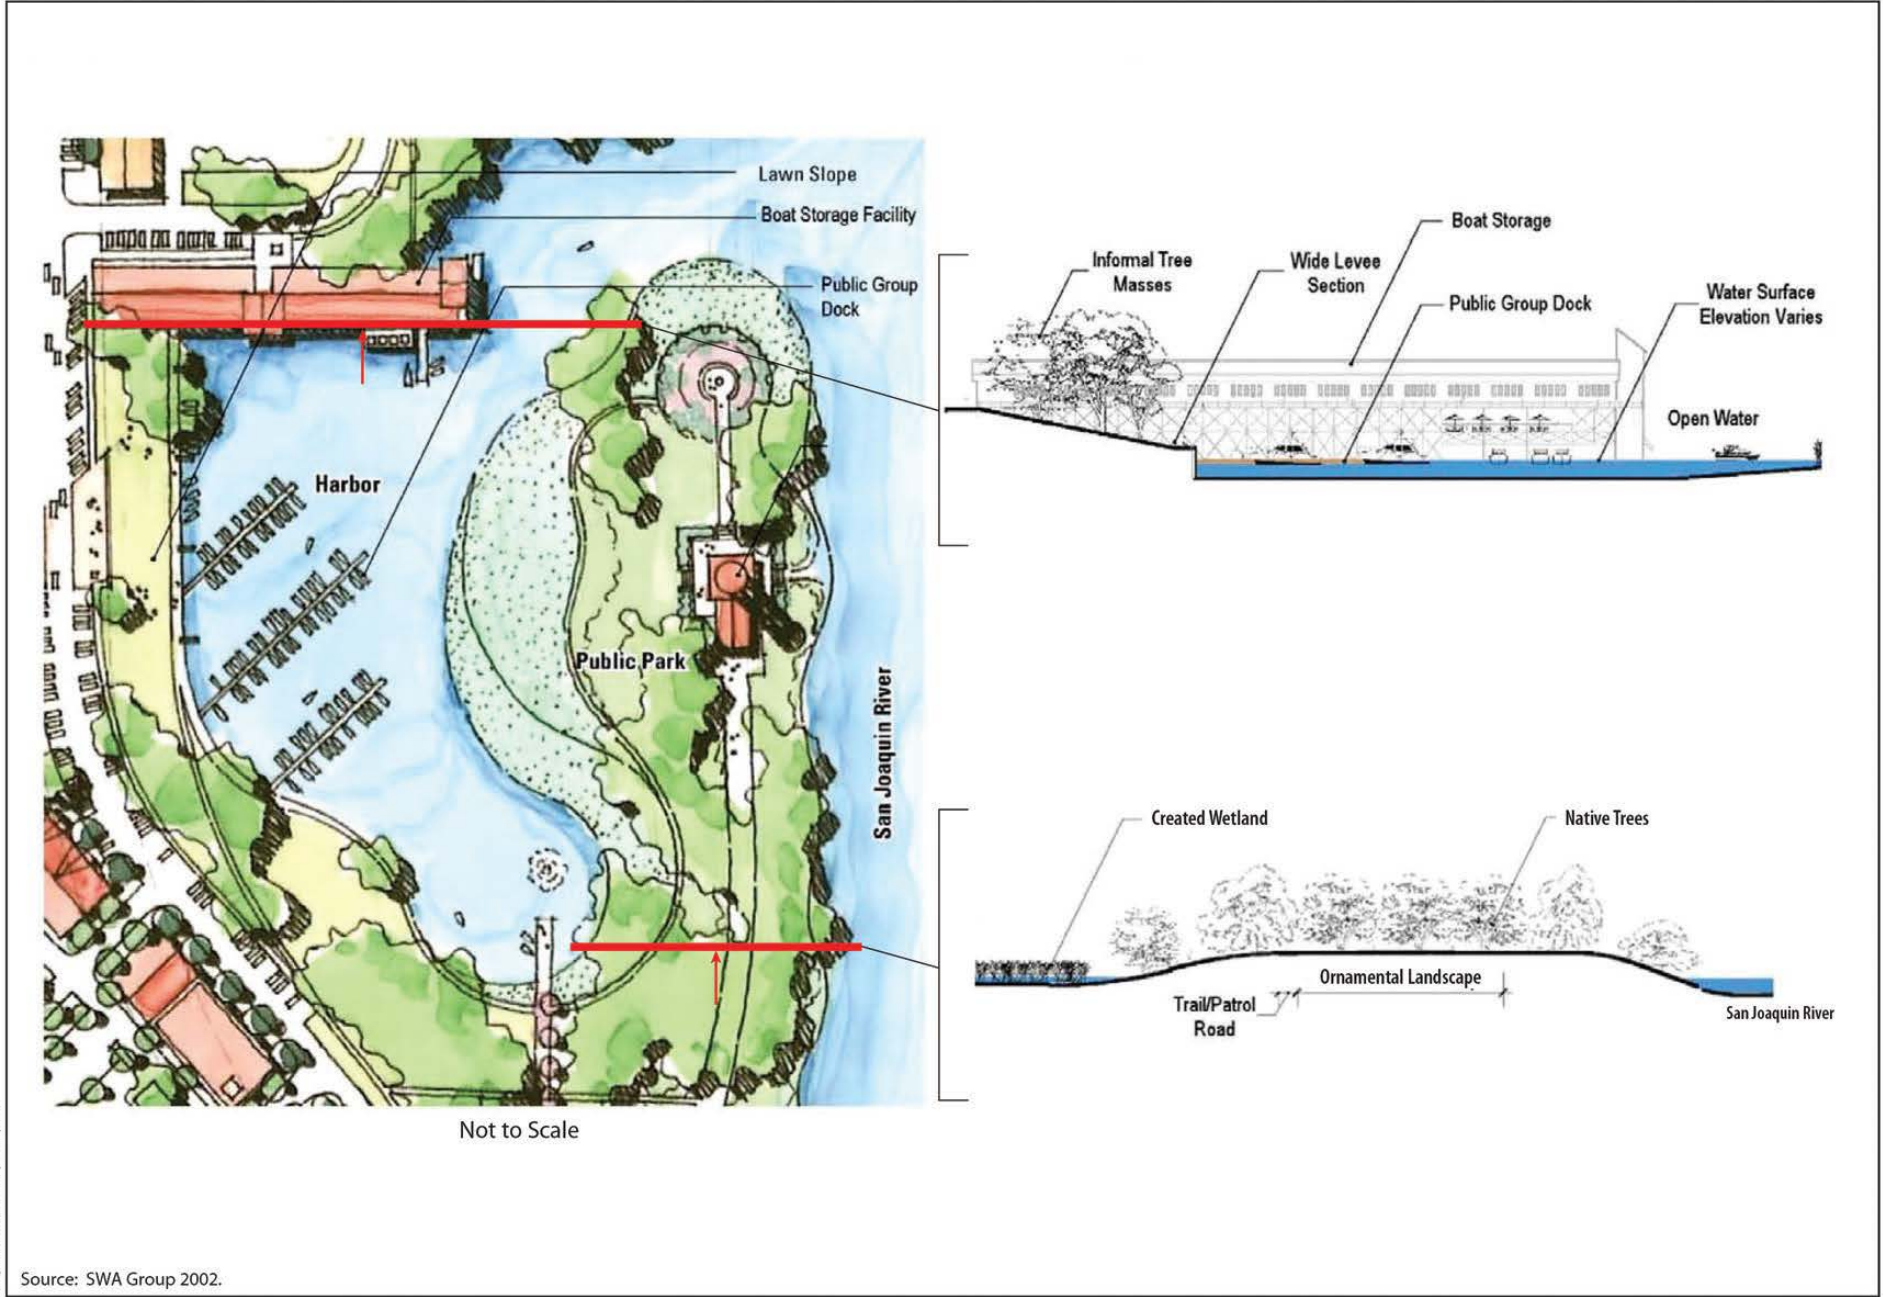 Lawn Slope
Boat Storage Facility
Public Group
Dock
Harbor
Public Park
San Joaquin River
Not to Scale
Boat Storage
Informal Tree
Masses
Wide Levee
Section
Public Group Dock
Water Surface
Elevation Varies
Open Water
Created Wetland
Native Trees
Ornamental Landscape
Trail/Patrol
Road
San Joaquin River
Source: SWA Group 2002.